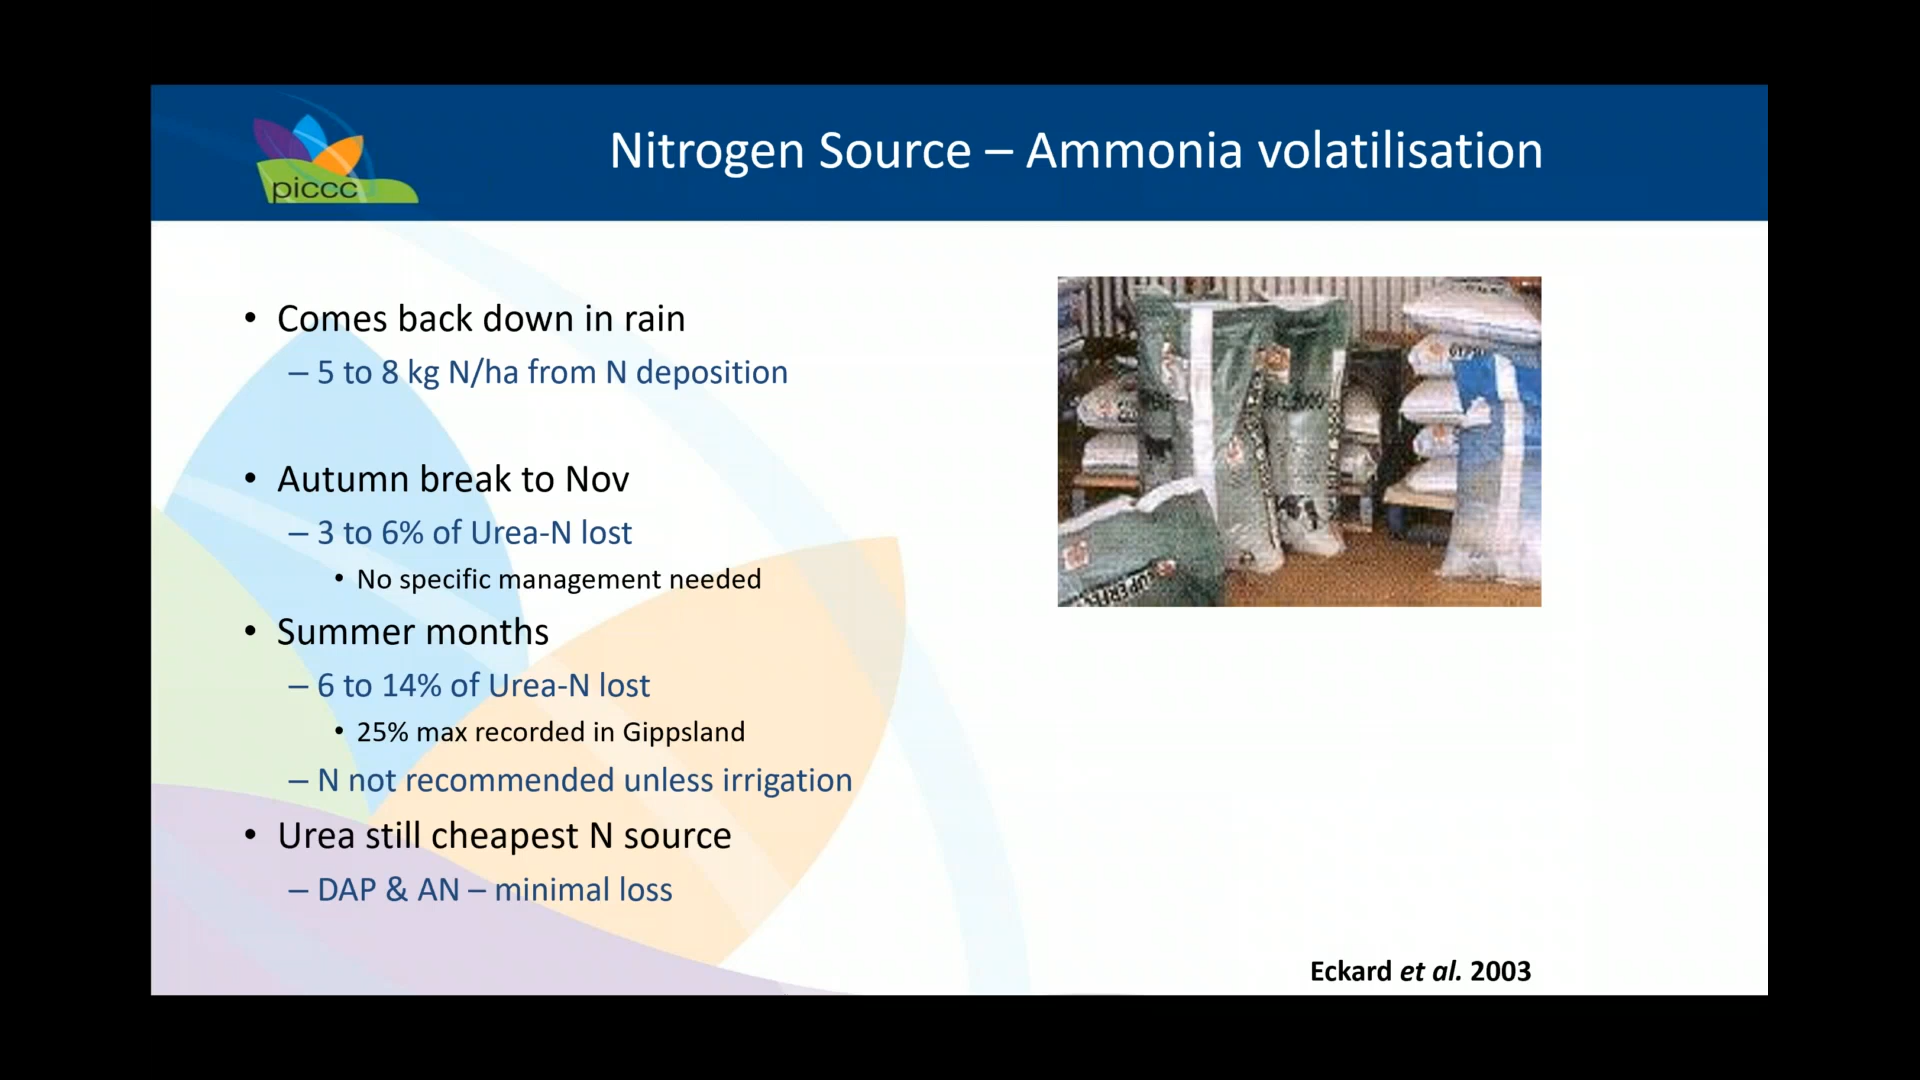 piccc
Nitrogen Source – Ammonia volatilisation
• Comes back down in rain
– 5 to 8 kg N/ha from N deposition
• Autumn break to Nov
– 3 to 6% of Urea-N lost
• No specific management needed
• Summer months
– 6 to 14% of Urea-N lost
• 25% max recorded in Gippsland
– N not recommended unless irrigation
• Urea still cheapest N source
– DAP & AN – minimal loss
Eckard et al. 2003